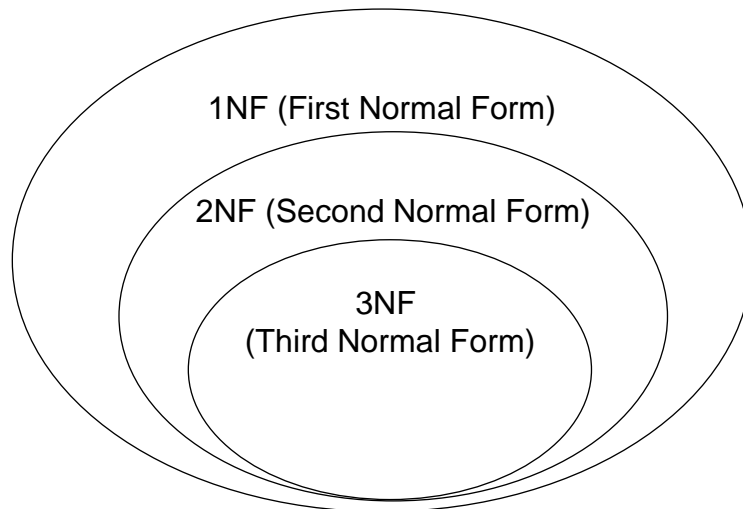 1NF (First Normal Form)
2NF (Second Normal Form)
3NF
(Third Normal Form)